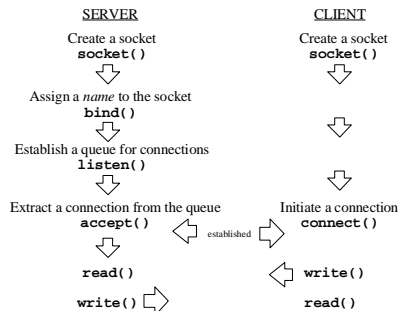 SERVER CLIENT
Create a socket Create a socket
socket() socket()
Assign a name to the socket
bind()
Establish a queue for connections
listen()
Extract a connection from the queue Initiate a connection
accept() established connect()
read() write()
write() read()